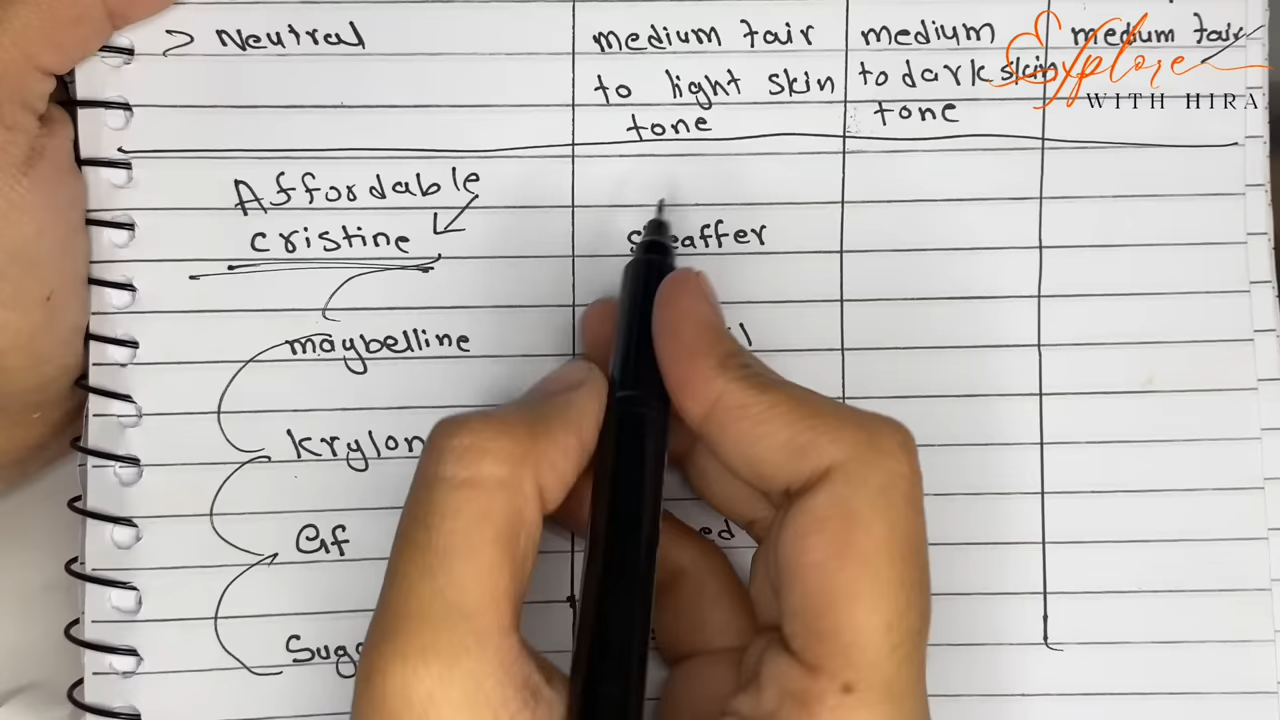 > Neutral
medium fair to light skin tone
medium to dark skin tone
medium fair
Explore
WITH HIRA
Affordable
cristine
maybelline
Krylon
Gf